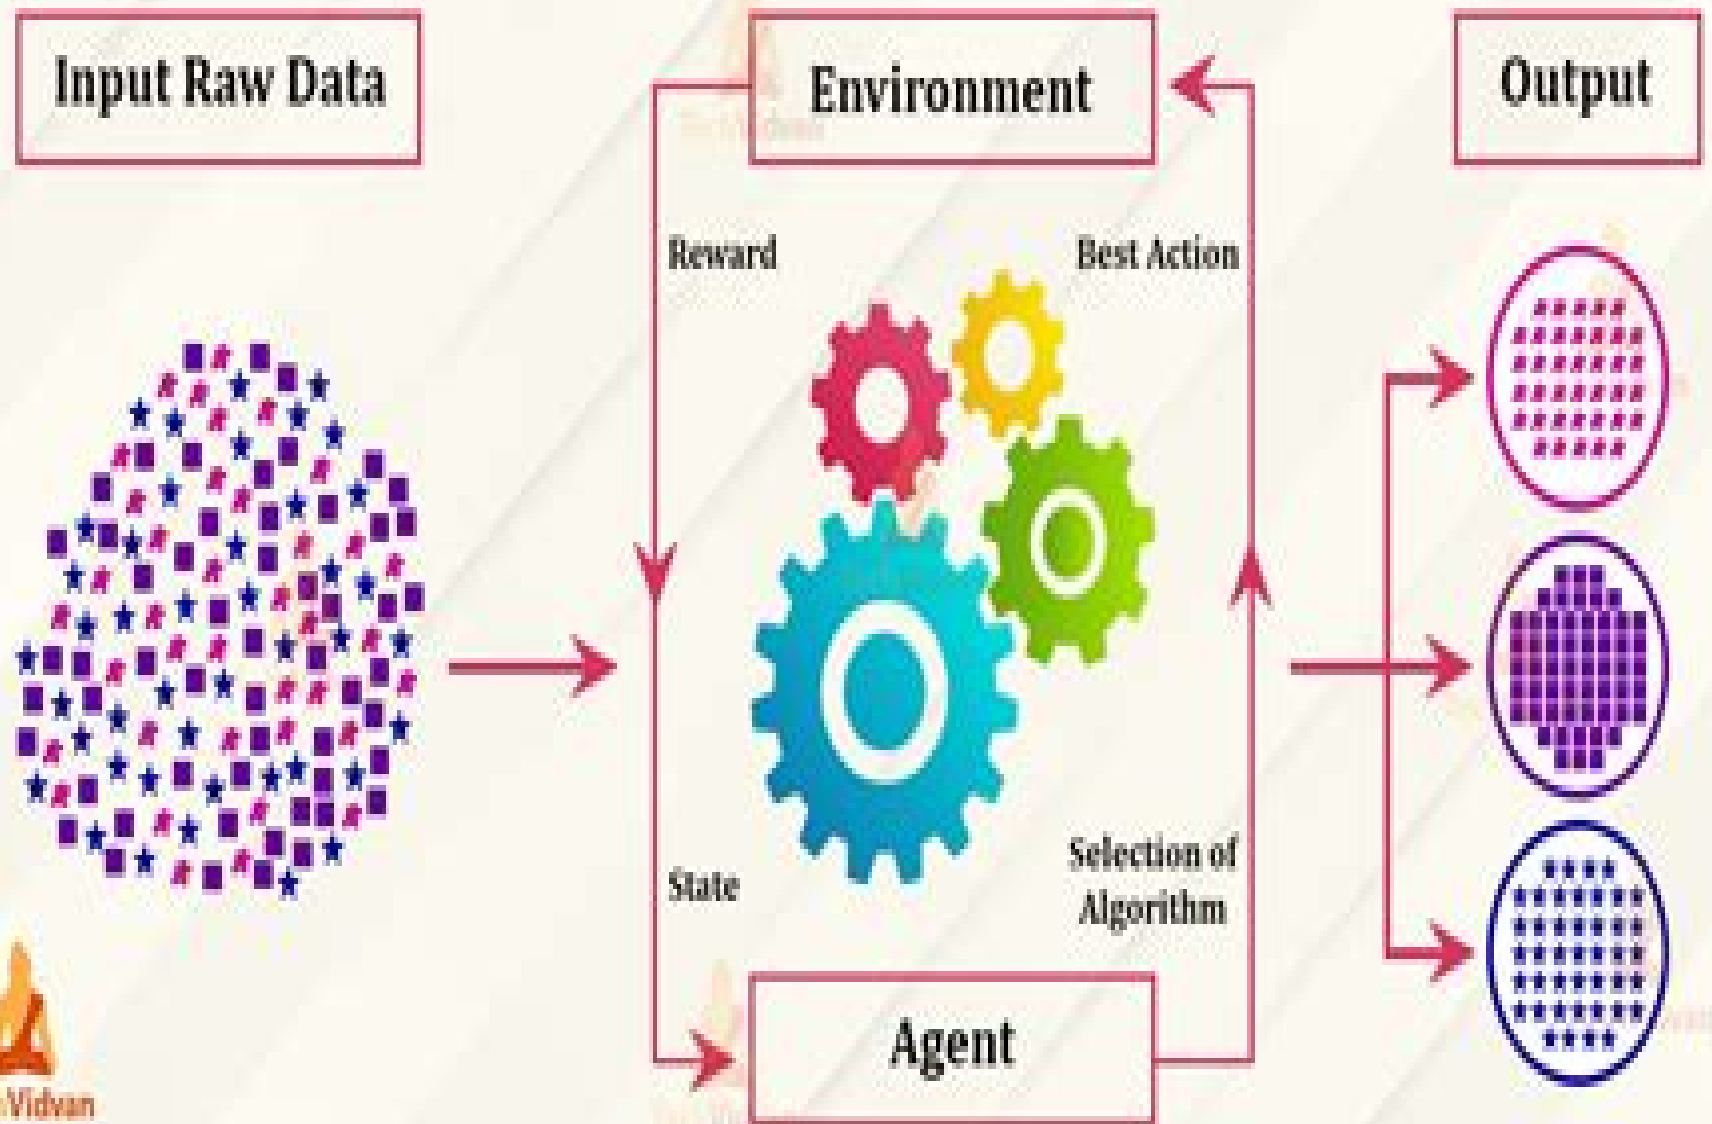 Input Raw Data
Environment
Output
Reward
Best Action
State
Selection of
Algorithm
Agent
Vidvan